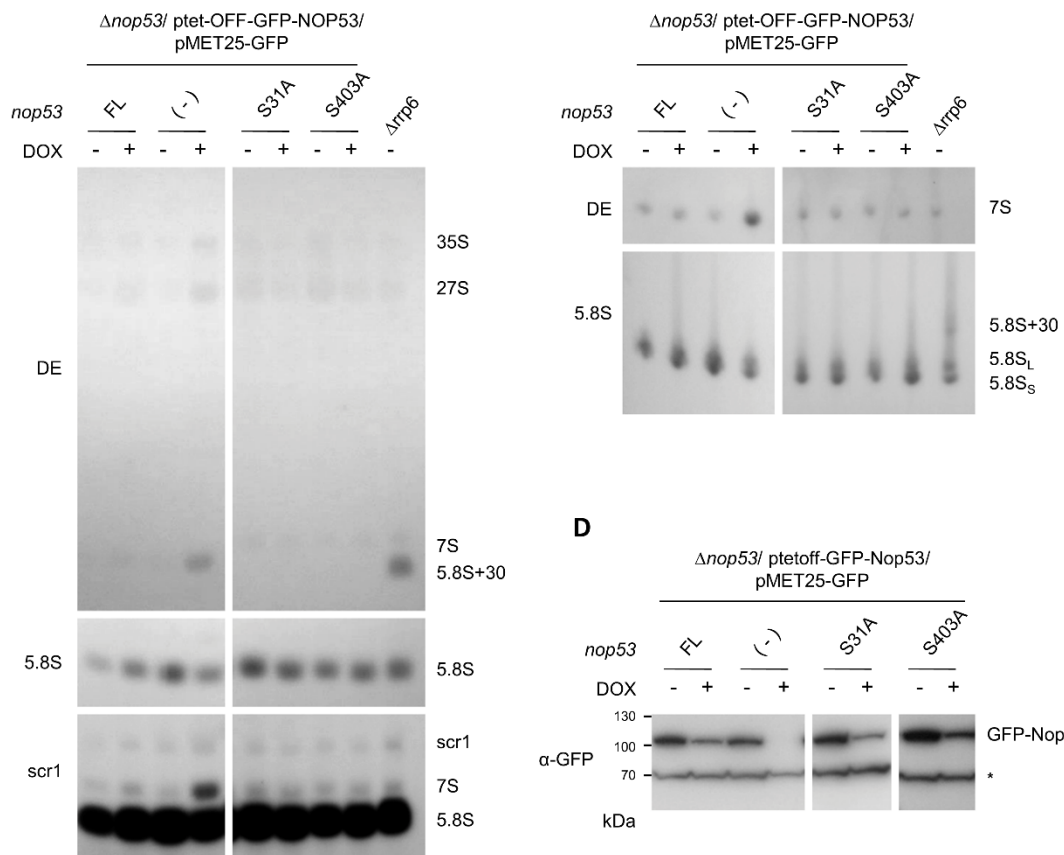 Δnop53/ ptet-OFF-GFP-NOP53/
pMET25-GFP
nop53 FL (-) S31A S403A Δrrp6
DOX - + - + - + - + -
35S
27S
DE
7S
5.8S+30
5.8S 5.8S
scr1
scr1
7S
5.8S
Δnop53/ ptet-OFF-GFP-NOP53/
pMET25-GFP
nop53 FL (-) S31A S403A Δrrp6
DOX - + - + - + - + -
DE 7S
5.8S
5.8S+30
5.8SL
5.8SS
D
Δnop53/ ptetoff-GFP-Nop53/
pMET25-GFP
nop53 FL (-) S31A S403A
DOX - + - + - + - +
130
GFP-Nop
100
α-GFP
70 *
kDa